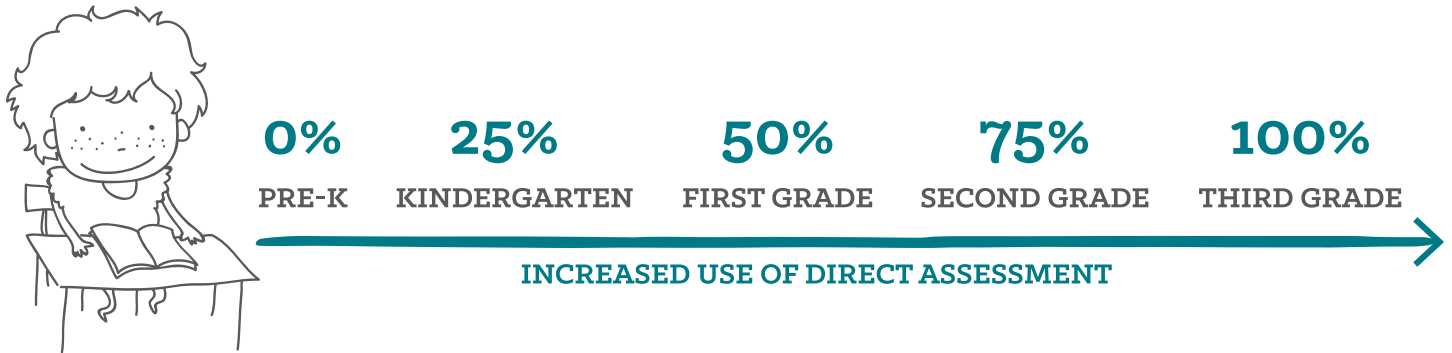 0% 25% 50% 75% 100%
PRE-K KINDERGARTEN FIRST GRADE SECOND GRADE THIRD GRADE
INCREASED USE OF DIRECT ASSESSMENT